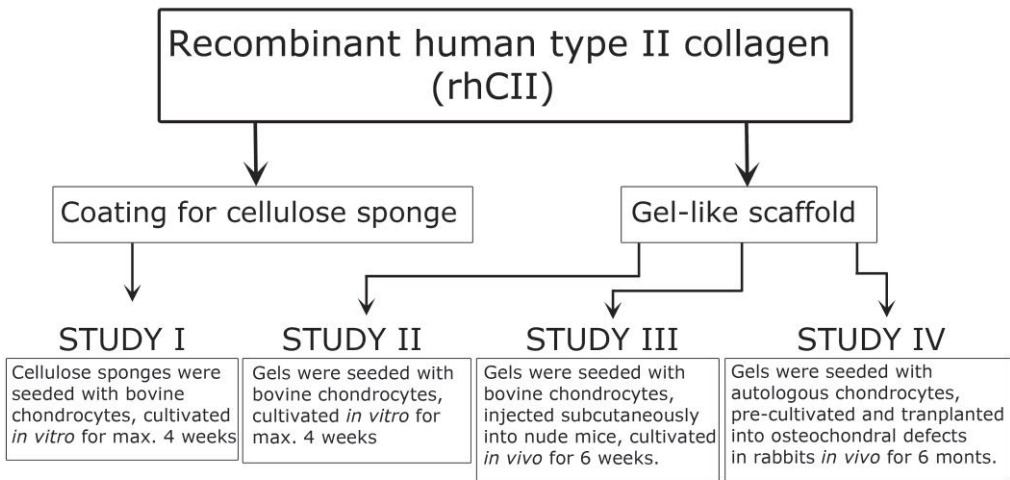 Recombinant human type II collagen
(rhCII)
Coating for cellulose sponge
Gel-like scaffold
STUDY I
Cellulose sponges were
seeded with bovine
chondrocytes, cultivated
in vitro for max. 4 weeks
STUDY II
Gels were seeded with
bovine chondrocytes,
cultivated in vitro for
max. 4 weeks
STUDY III
Gels were seeded with
bovine chondrocytes,
injected subcutaneously
into nude mice, cultivated
in vivo for 6 weeks.
STUDY IV
Gels were seeded with
autologous chondrocytes,
pre-cultivated and tranplanted
into osteochondral defects
in rabbits in vivo for 6 monts.